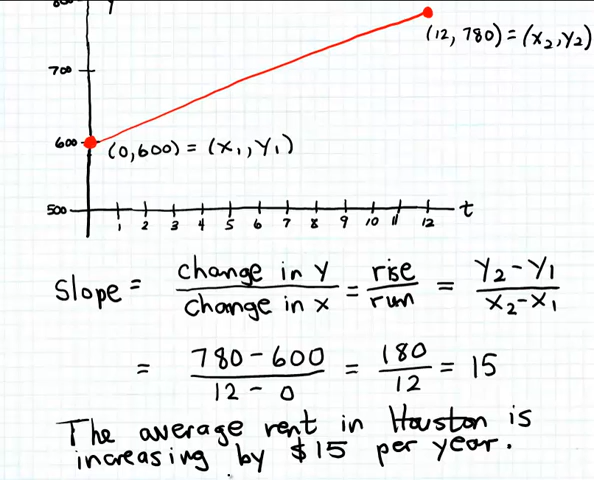 Y
(12, 780) = (x₂, y₂)
700
600
(0, 600) = (x₁, y₁)
500
1 2 3 4 5 6 7 8 9 10 11 12
t
Slope = change in y / change in x = rise / run = y₂ - y₁ / x₂ - x₁
= 780 - 600 / 12 - 0 = 180 / 12 = 15
The average rent in Houston is
increasing by $15 per year.